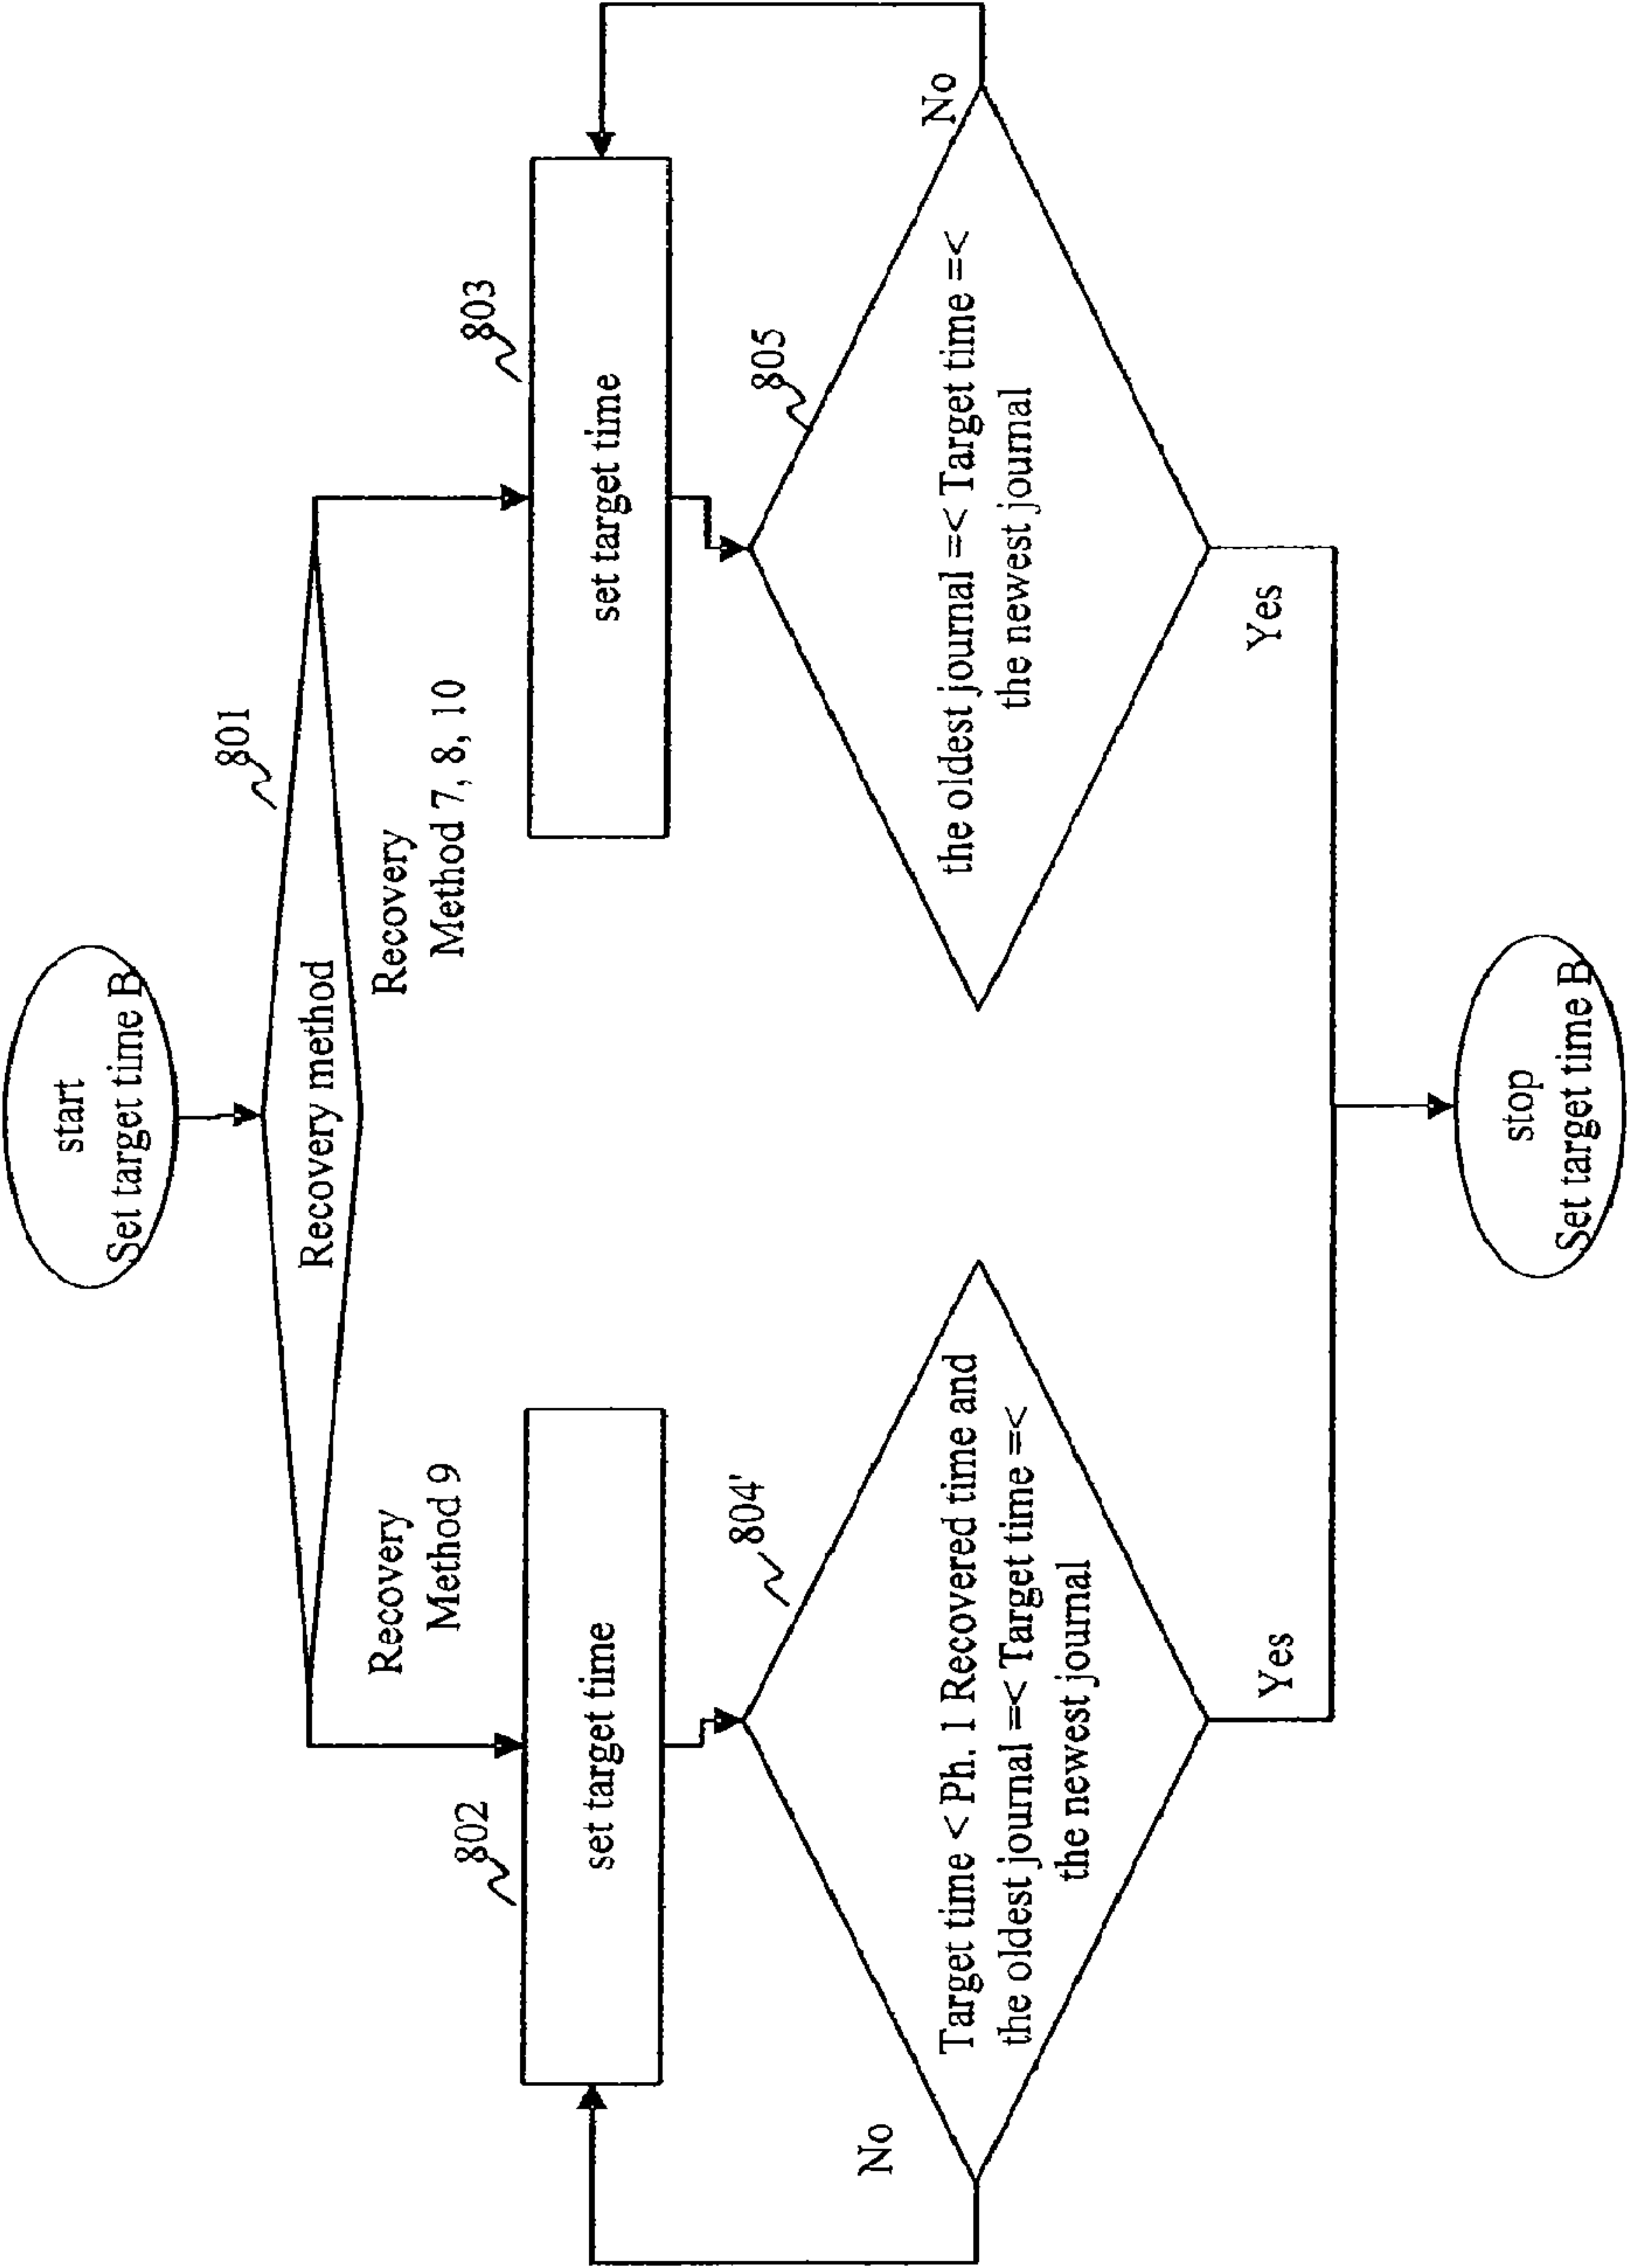 start
Set target time B
801
Recovery method
Recovery
Method 9
Recovery
Method 7, 8, 10
802
set target time
803
set target time
804'
Target time < Ph. 1 Recovered time and
the oldest journal =< Target time =<
the newest journal
No
Yes
805
the oldest journal =< Target time =<
the newest journal
No
Yes
stop
Set target time B